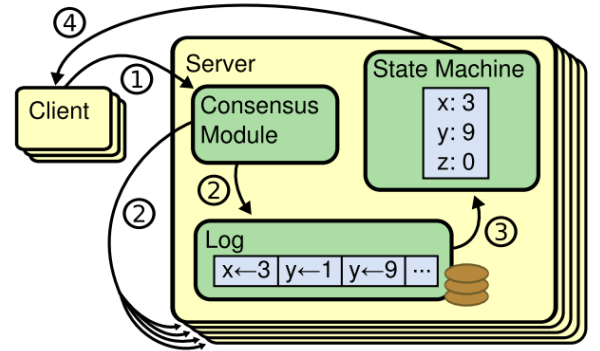 ④
①
Client
Server
Consensus
Module
②
②
State Machine
x: 3
y: 9
z: 0
③
Log
x←3 y←1 y←9 ...